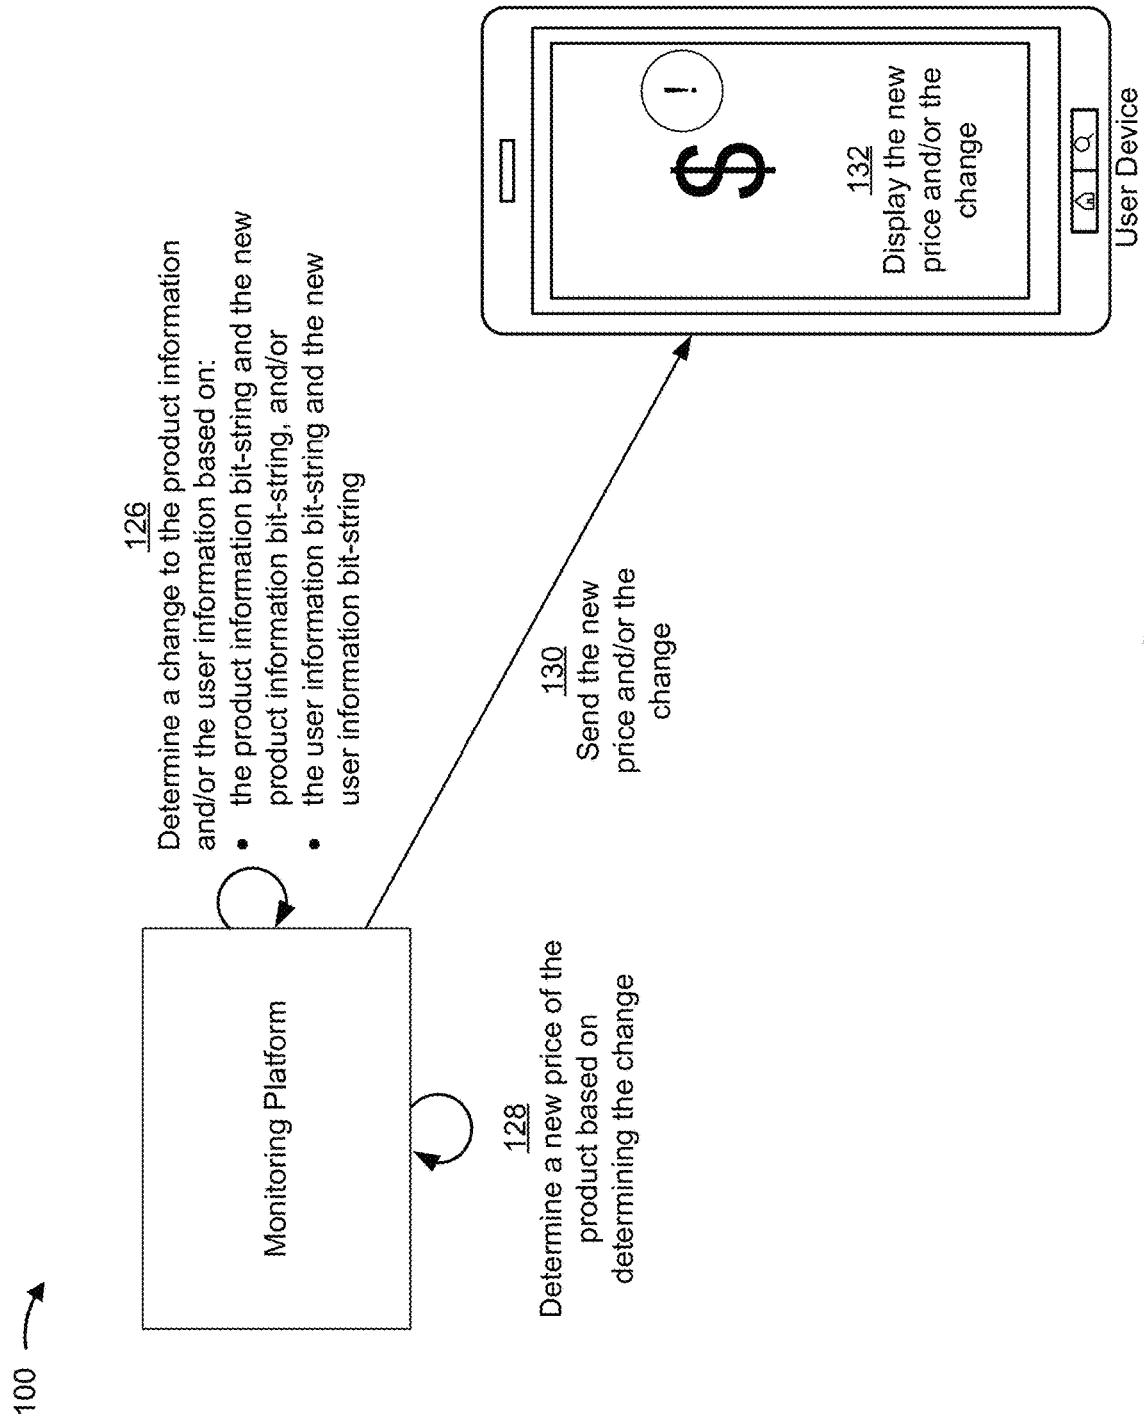 100
126
Determine a change to the product information
and/or the user information based on:
• the product information bit-string and the new
product information bit-string, and/or
• the user information bit-string and the new
user information bit-string
Monitoring Platform
128
Determine a new price of the
product based on
determining the change
130
Send the new
price and/or the
change
$
!
132
Display the new
price and/or the
change
User Device